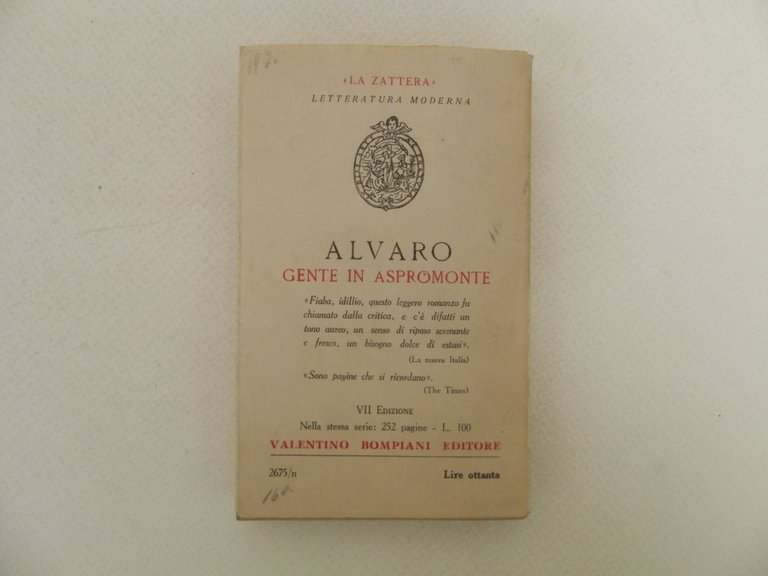 «LA ZATTERA»
LETTERATURA MODERNA
ALVARO
GENTE IN ASPROMONTE
«Fiaba, idillio, questo leggero romanzo fu
chiamato dalla critica, e c'è difatti un
tono aureo, un senso di riposo serenante
e fresco, un bisogno dolce di estasi».
(La nuova Italia)
«Sono pagine che si ricordano».
(The Times)
VII EDIZIONE
Nella stessa serie: 252 pagine - L. 100
VALENTINO BOMPIANI EDITORE
2675/n Lire ottanta